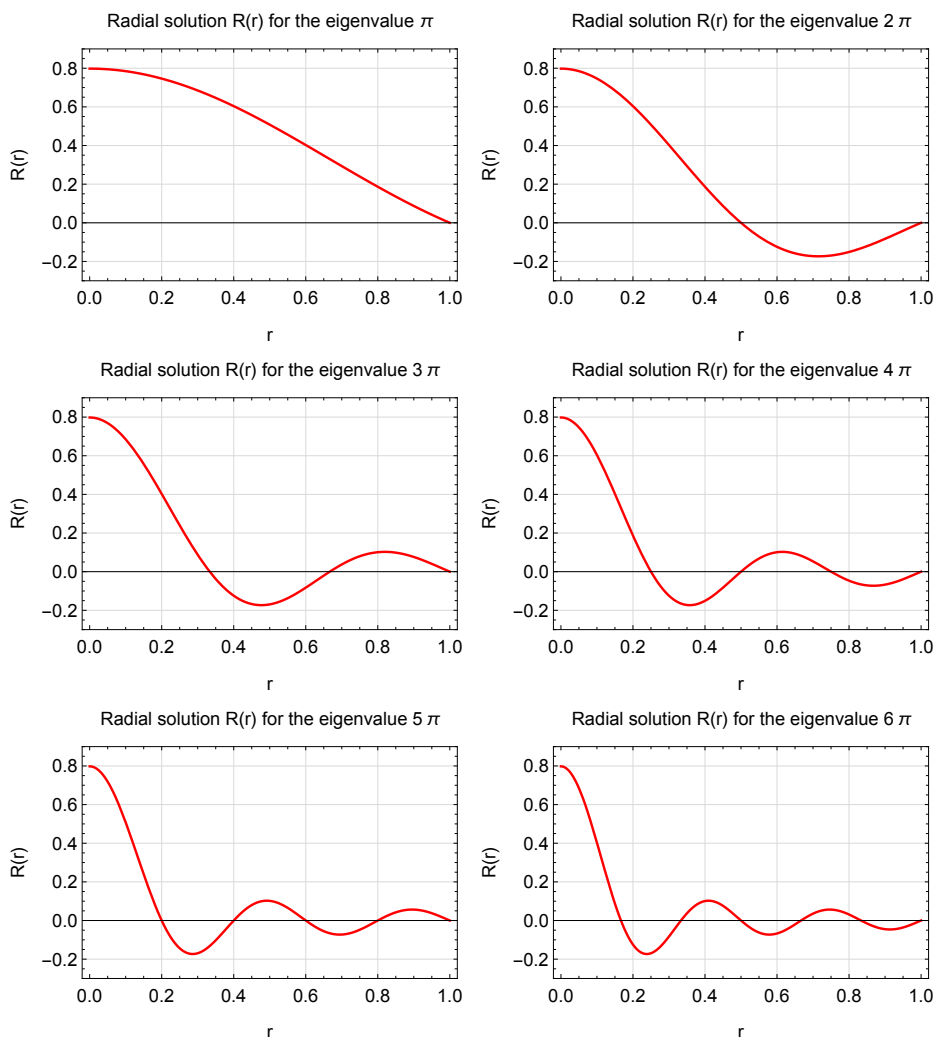 Radial solution R(r) for the eigenvalue π
R(r)
0.8
0.6
0.4
0.2
0.0
−0.2
0.0 0.2 0.4 0.6 0.8 1.0
r
Radial solution R(r) for the eigenvalue 2 π
R(r)
0.8
0.6
0.4
0.2
0.0
−0.2
0.0 0.2 0.4 0.6 0.8 1.0
r
Radial solution R(r) for the eigenvalue 3 π
R(r)
0.8
0.6
0.4
0.2
0.0
−0.2
0.0 0.2 0.4 0.6 0.8 1.0
r
Radial solution R(r) for the eigenvalue 4 π
R(r)
0.8
0.6
0.4
0.2
0.0
−0.2
0.0 0.2 0.4 0.6 0.8 1.0
r
Radial solution R(r) for the eigenvalue 5 π
R(r)
0.8
0.6
0.4
0.2
0.0
−0.2
0.0 0.2 0.4 0.6 0.8 1.0
r
Radial solution R(r) for the eigenvalue 6 π
R(r)
0.8
0.6
0.4
0.2
0.0
−0.2
0.0 0.2 0.4 0.6 0.8 1.0
r